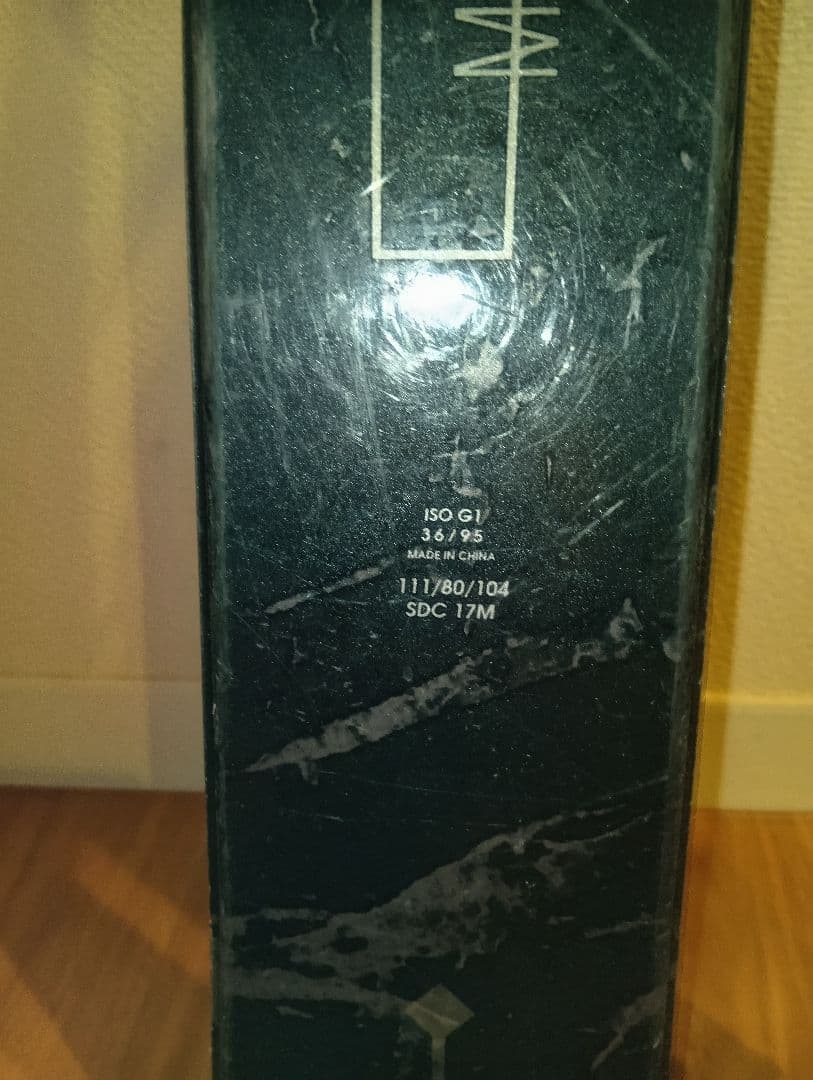 ISO G1
36/95
MADE IN CHINA
111/80/104
SDC 17M